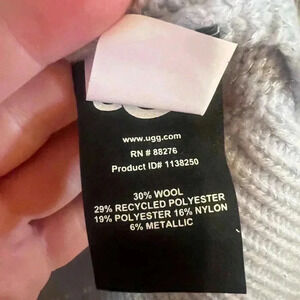 www.ugg.com
RN # 88276
Product ID# 1138250
30% WOOL
29% RECYCLED POLYESTER
19% POLYESTER 16% NYLON
6% METALLIC